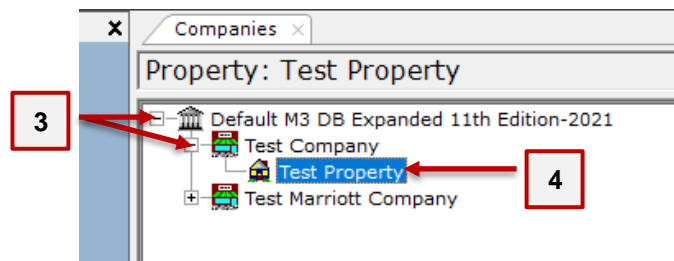 Companies
Property: Test Property
3
Default M3 DB Expanded 11th Edition-2021
Test Company
Test Property
4
Test Marriott Company